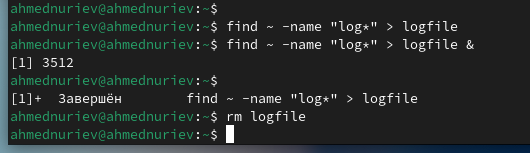 ahmednuriev@ahmednuriev:~$
ahmednuriev@ahmednuriev:~$ find ~ -name "log*" > logfile
ahmednuriev@ahmednuriev:~$ find ~ -name "log*" > logfile &
[1] 3512
ahmednuriev@ahmednuriev:~$
[1]+  Завершён        find ~ -name "log*" > logfile
ahmednuriev@ahmednuriev:~$ rm logfile
ahmednuriev@ahmednuriev:~$